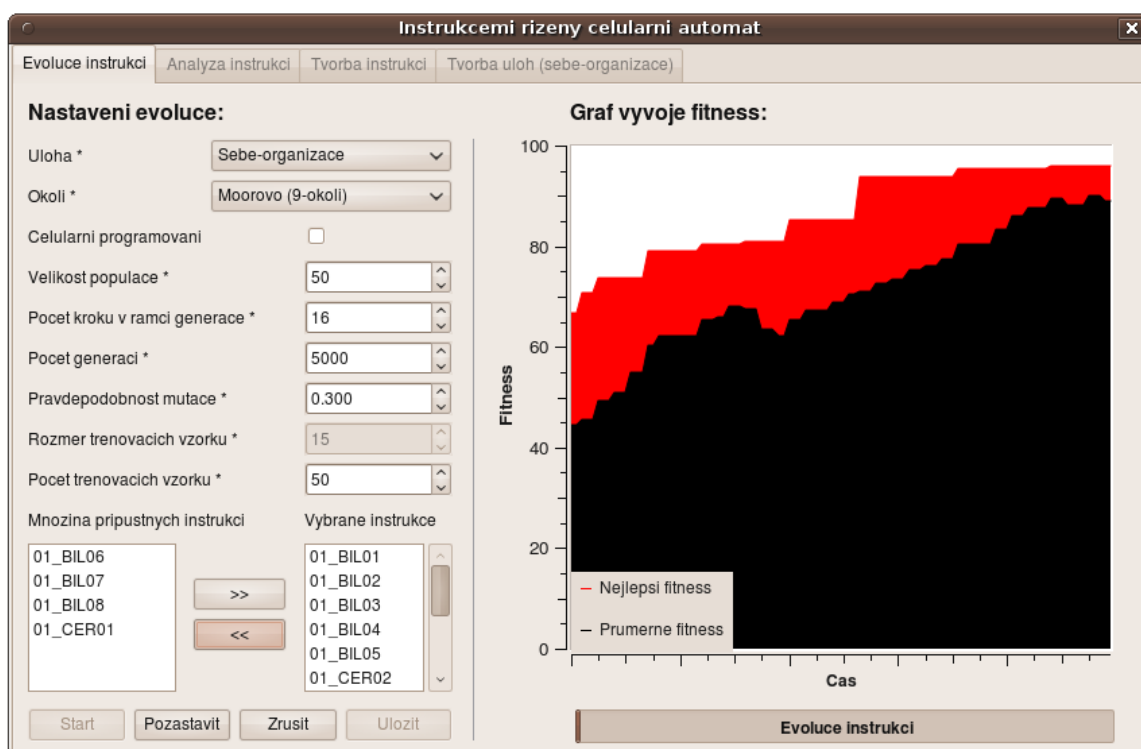 Instrukcemi rizeny celularni automat
Evoluce instrukci Analyza instrukci Tvorba instrukci Tvorba uloh (sebe-organizace)
Nastaveni evoluce:
Uloha * Sebe-organizace
Okoli * Moorovo (9-okoli)
Celularni programovani
Velikost populace * 50
Pocet kroku v ramci generace * 16
Pocet generaci * 5000
Pravdepodobnost mutace * 0.300
Rozmer trenovacich vzorku * 15
Pocet trenovacich vzorku * 50
Mnozina pripustnych instrukci
01_BIL06
01_BIL07
01_BIL08
01_CER01
>>
<<
Vybrane instrukce
01_BIL01
01_BIL02
01_BIL03
01_BIL04
01_BIL05
01_CER02
Start Pozastavit Zrusit Ulozit
Graf vyvoje fitness:
100
80
60
40
20
0
Fitness
Nejlepsi fitness
Prumerne fitness
Cas
Evoluce instrukci